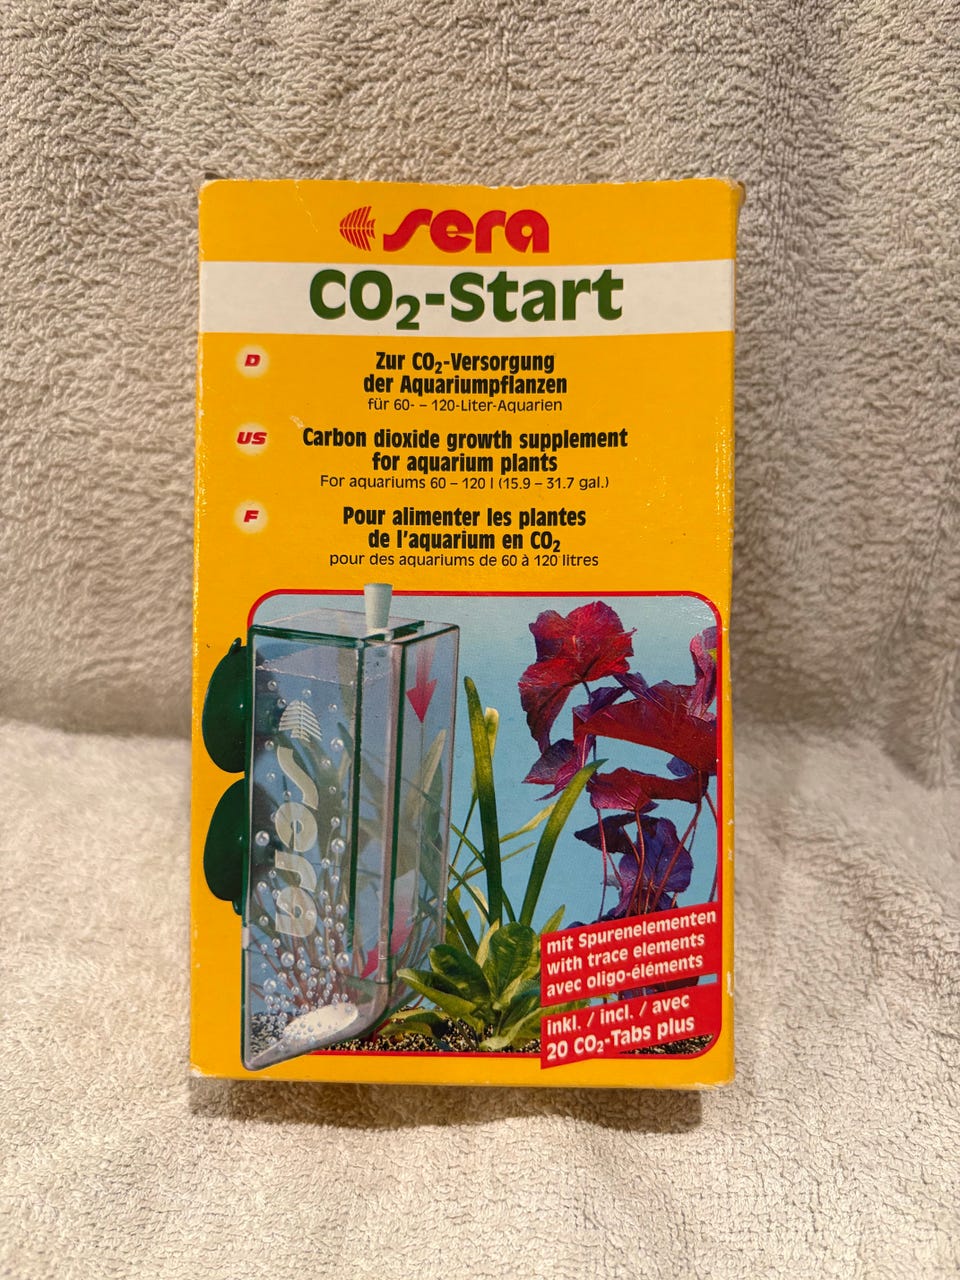 sera
CO₂-Start
D
Zur CO₂-Versorgung
der Aquariumpflanzen
für 60- – 120-Liter-Aquarien
US
Carbon dioxide growth supplement
for aquarium plants
For aquariums 60 – 120 l (15.9 – 31.7 gal.)
F
Pour alimenter les plantes
de l'aquarium en CO₂
pour des aquariums de 60 à 120 litres
sera
mit Spurenelementen
with trace elements
avec oligo-éléments
inkl. / incl. / avec
20 CO₂-Tabs plus